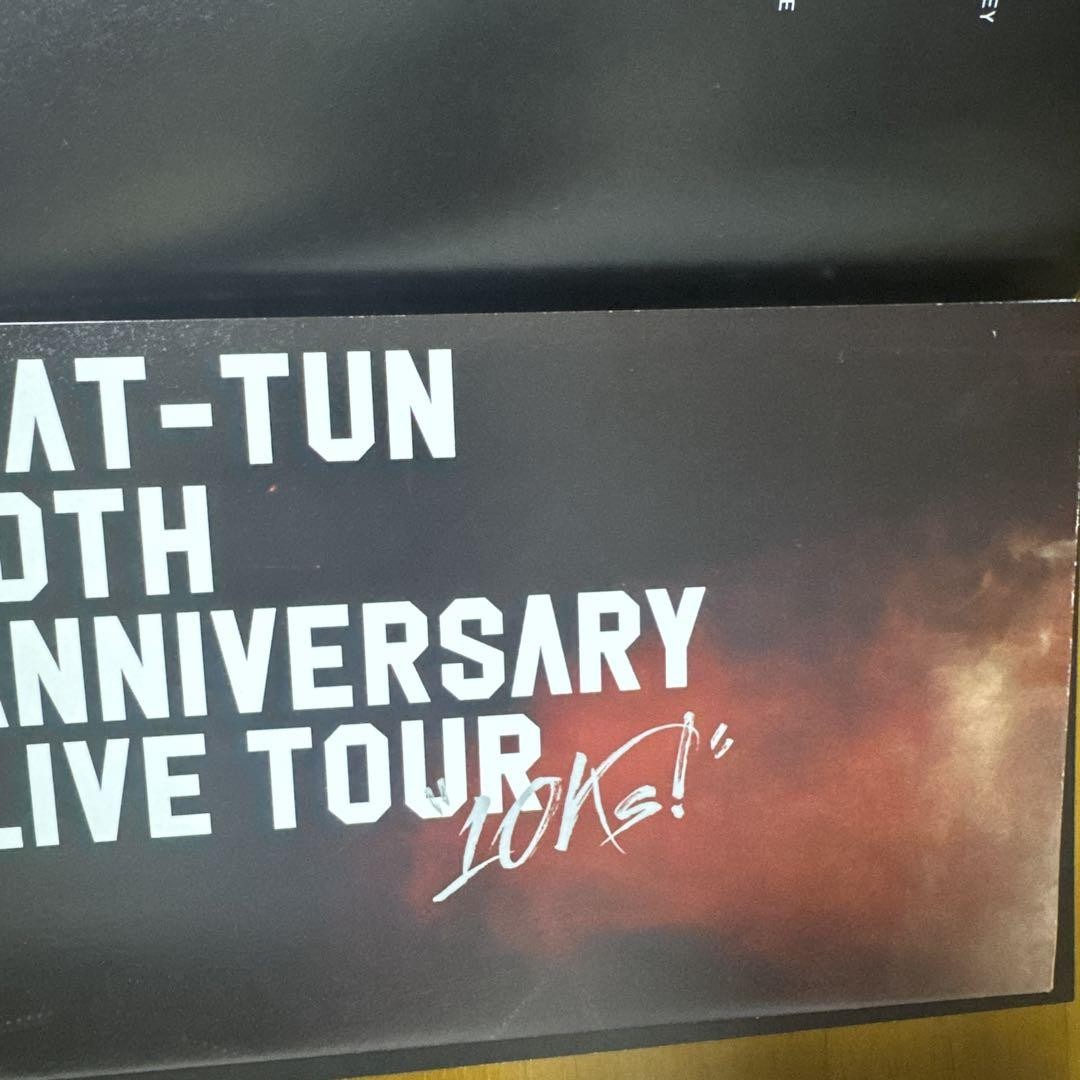 AT-TUN
0TH
ANNIVERSARY
LIVE TOUR
"10Ks!"